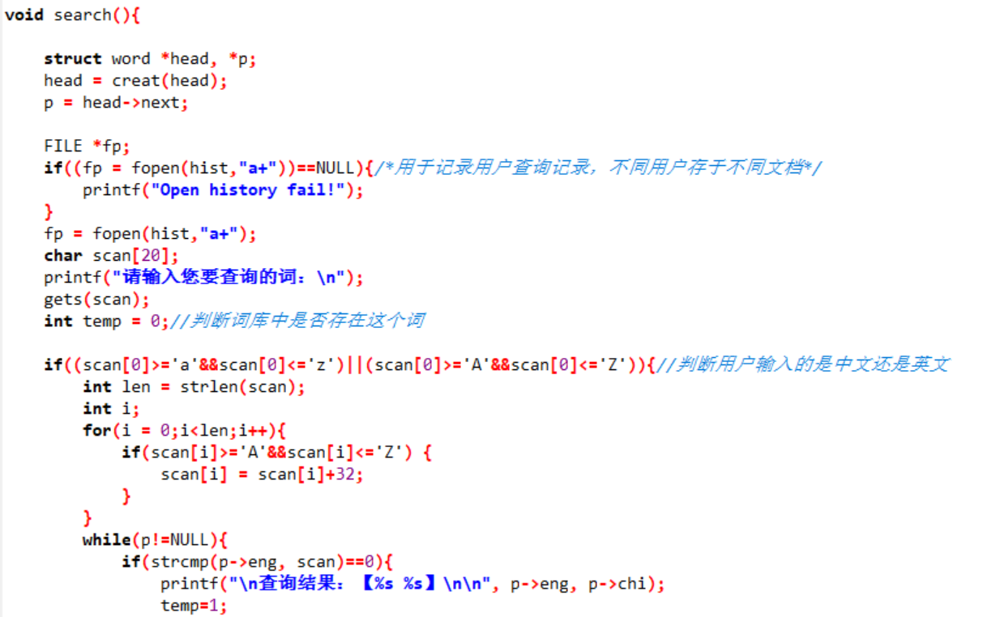 void search(){
struct word *head, *p;
head = creat(head);
p = head->next;
FILE *fp;
if((fp = fopen(hist,"a+"))==NULL){/*用于记录用户查询记录，不同用户存于不同文档*/
printf("Open history fail!");
}
fp = fopen(hist,"a+");
char scan[20];
printf("请输入您要查询的词：\n");
gets(scan);
int temp = 0;//判断词库中是否存在这个词
if((scan[0]>='a'&&scan[0]<='z')||(scan[0]>='A'&&scan[0]<='Z')){//判断用户输入的是中文还是英文
int len = strlen(scan);
int i;
for(i = 0;i<len;i++){
if(scan[i]>='A'&&scan[i]<='Z') {
scan[i] = scan[i]+32;
}
}
while(p!=NULL){
if(strcmp(p->eng, scan)==0){
printf("\n查询结果：【%s %s】\n\n", p->eng, p->chi);
temp=1;